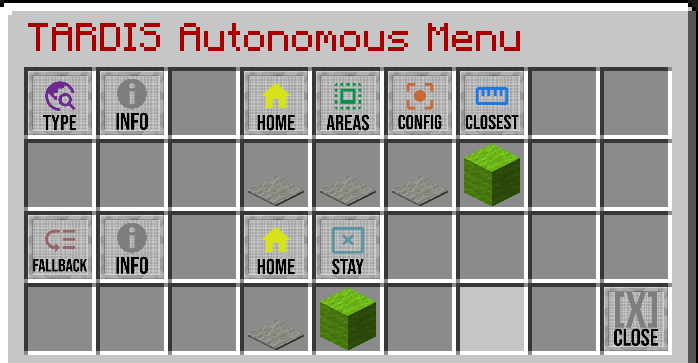 TARDIS Autonomous Menu
TYPE INFO HOME AREAS CONFIG CLOSEST
FALLBACK INFO HOME STAY
[X]
CLOSE